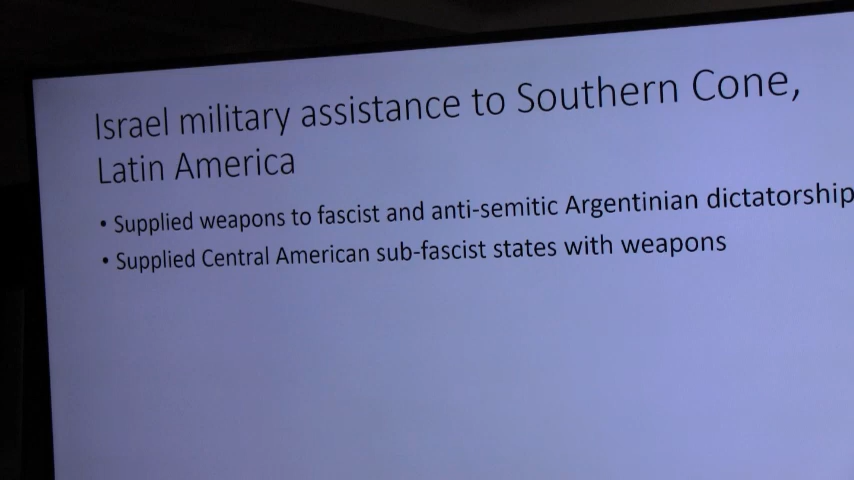 Israel military assistance to Southern Cone,
Latin America
• Supplied weapons to fascist and anti-semitic Argentinian dictatorship
• Supplied Central American sub-fascist states with weapons